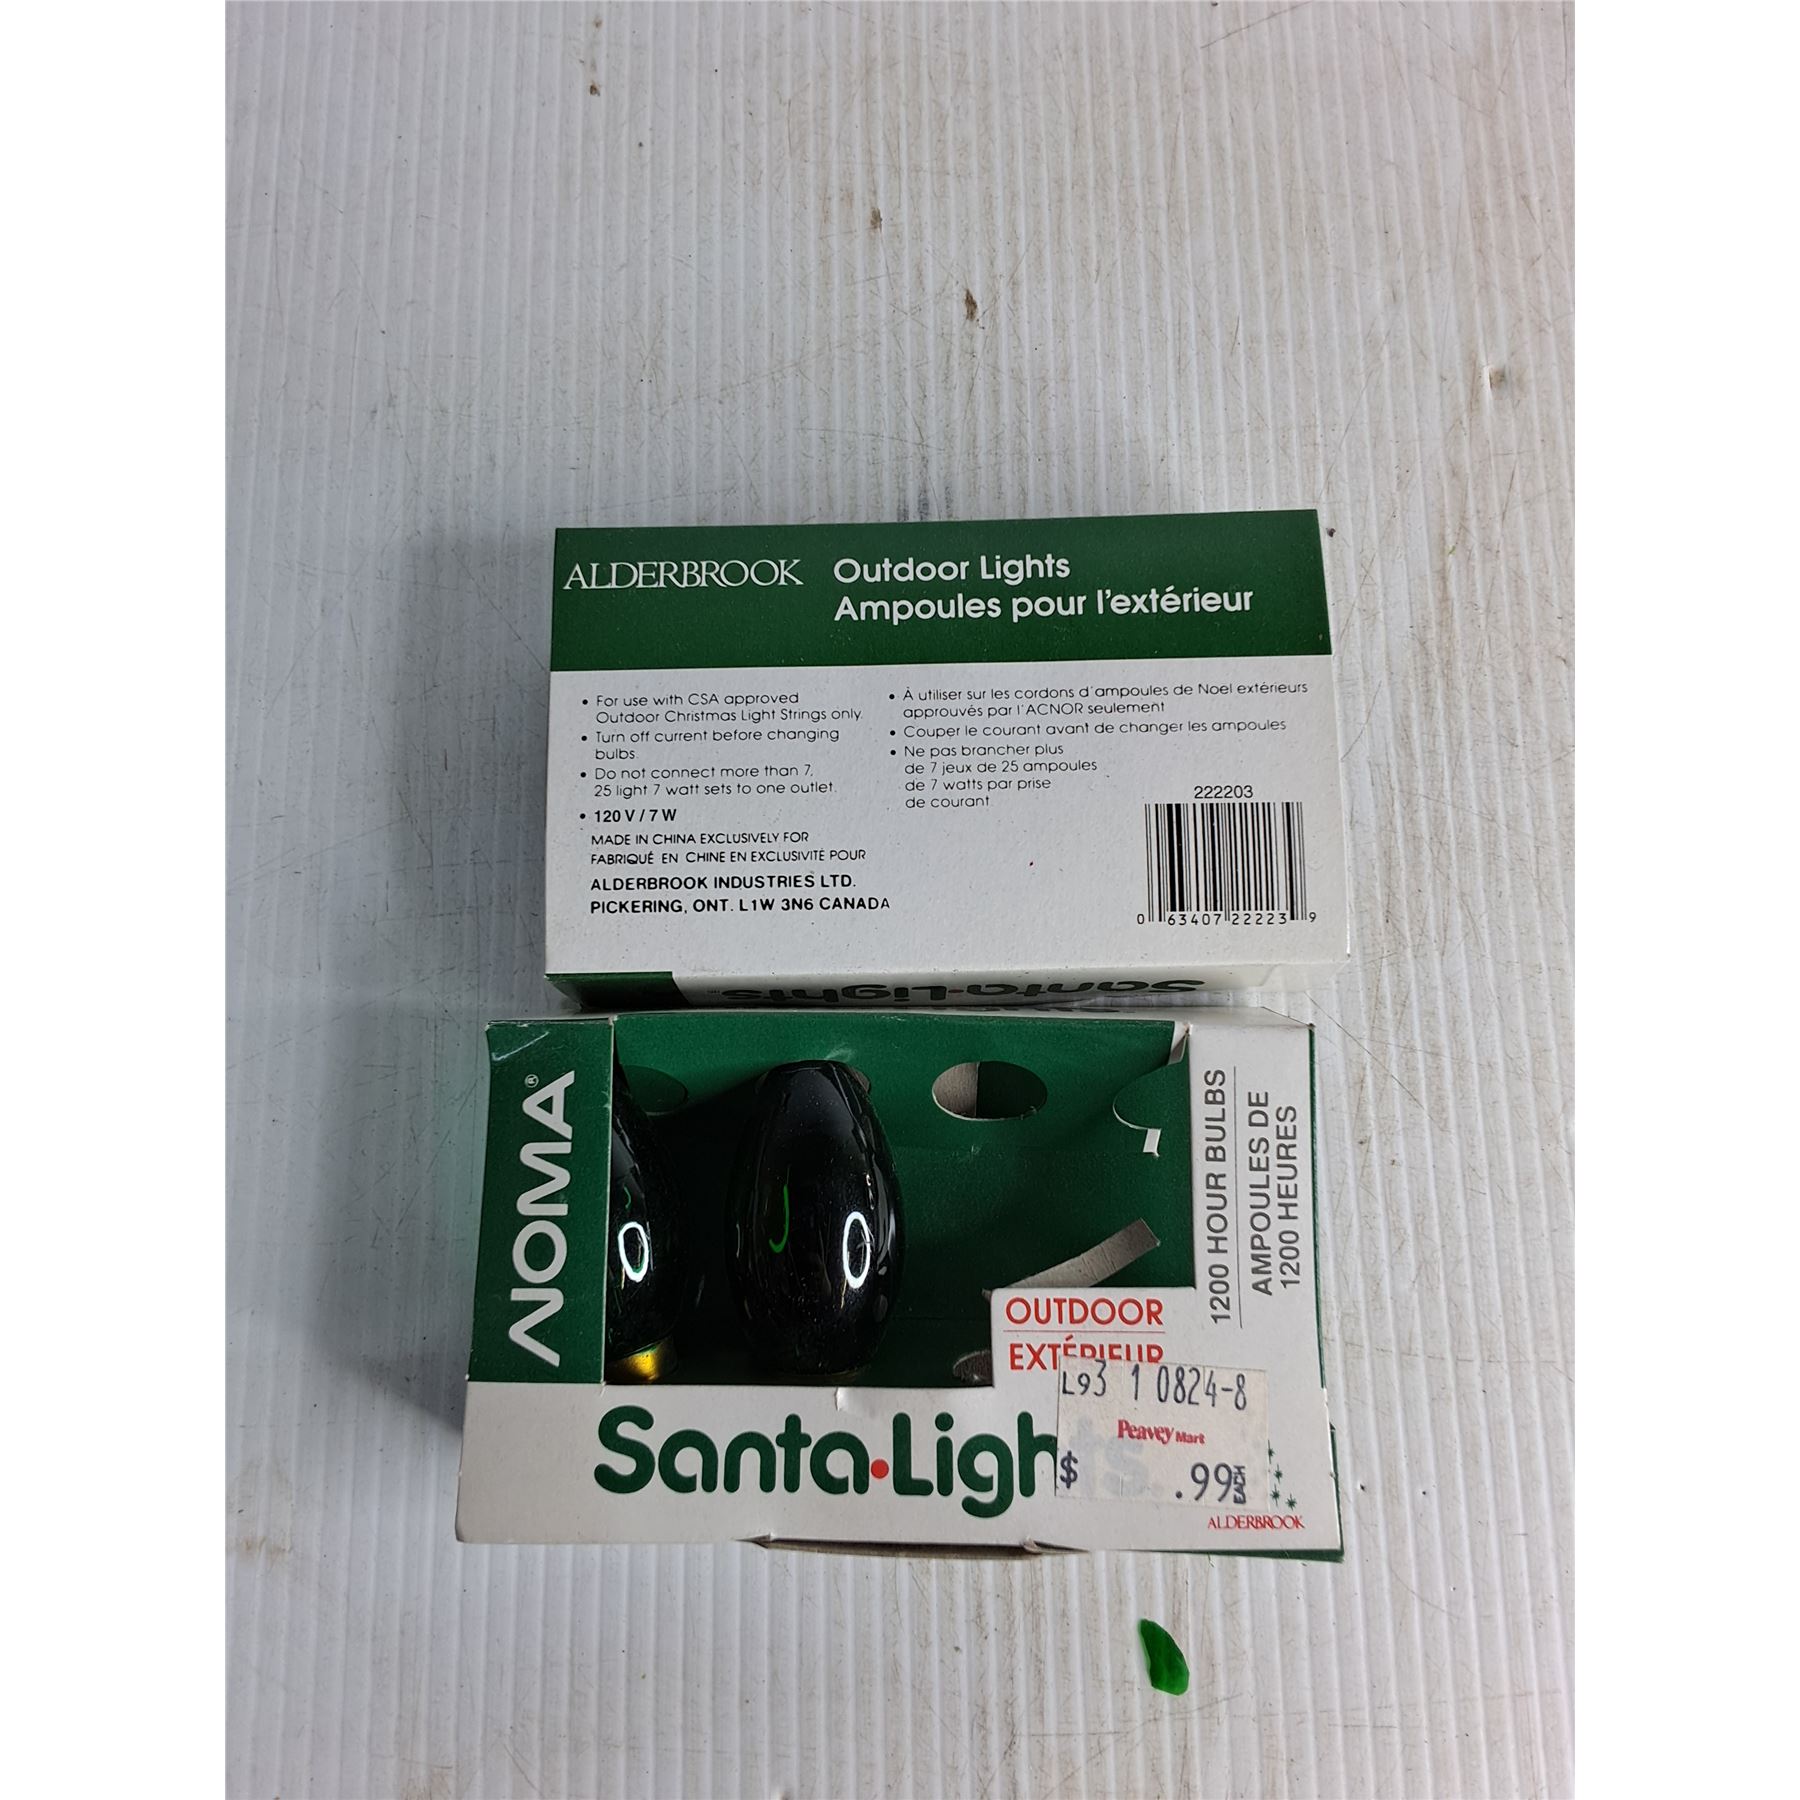 ALDERBROOK
Outdoor Lights
Ampoules pour l'extérieur
• For use with CSA approved
Outdoor Christmas Light Strings only.
• Turn off current before changing
bulbs.
• Do not connect more than 7,
25 light 7 watt sets to one outlet.
• 120 V / 7 W
MADE IN CHINA EXCLUSIVELY FOR
FABRIQUÉ EN CHINE EN EXCLUSIVITÉ POUR
ALDERBROOK INDUSTRIES LTD.
PICKERING, ONT. L1W 3N6 CANADA
• À utiliser sur les cordons d'ampoules de Noel extérieurs
approuvés par l'ACNOR seulement
• Couper le courant avant de changer les ampoules
• Ne pas brancher plus
de 7 jeux de 25 ampoules
de 7 watts par prise
de courant.
222203
0 63407 22223 9
Santa•Lights
NOMA®
1200 HOUR BULBS
AMPOULES DE
1200 HEURES
OUTDOOR
EXTÉRIEUR
L93 1 0824-8
Peavey Mart
$ .99 EACH
Santa•Lights
ALDERBROOK